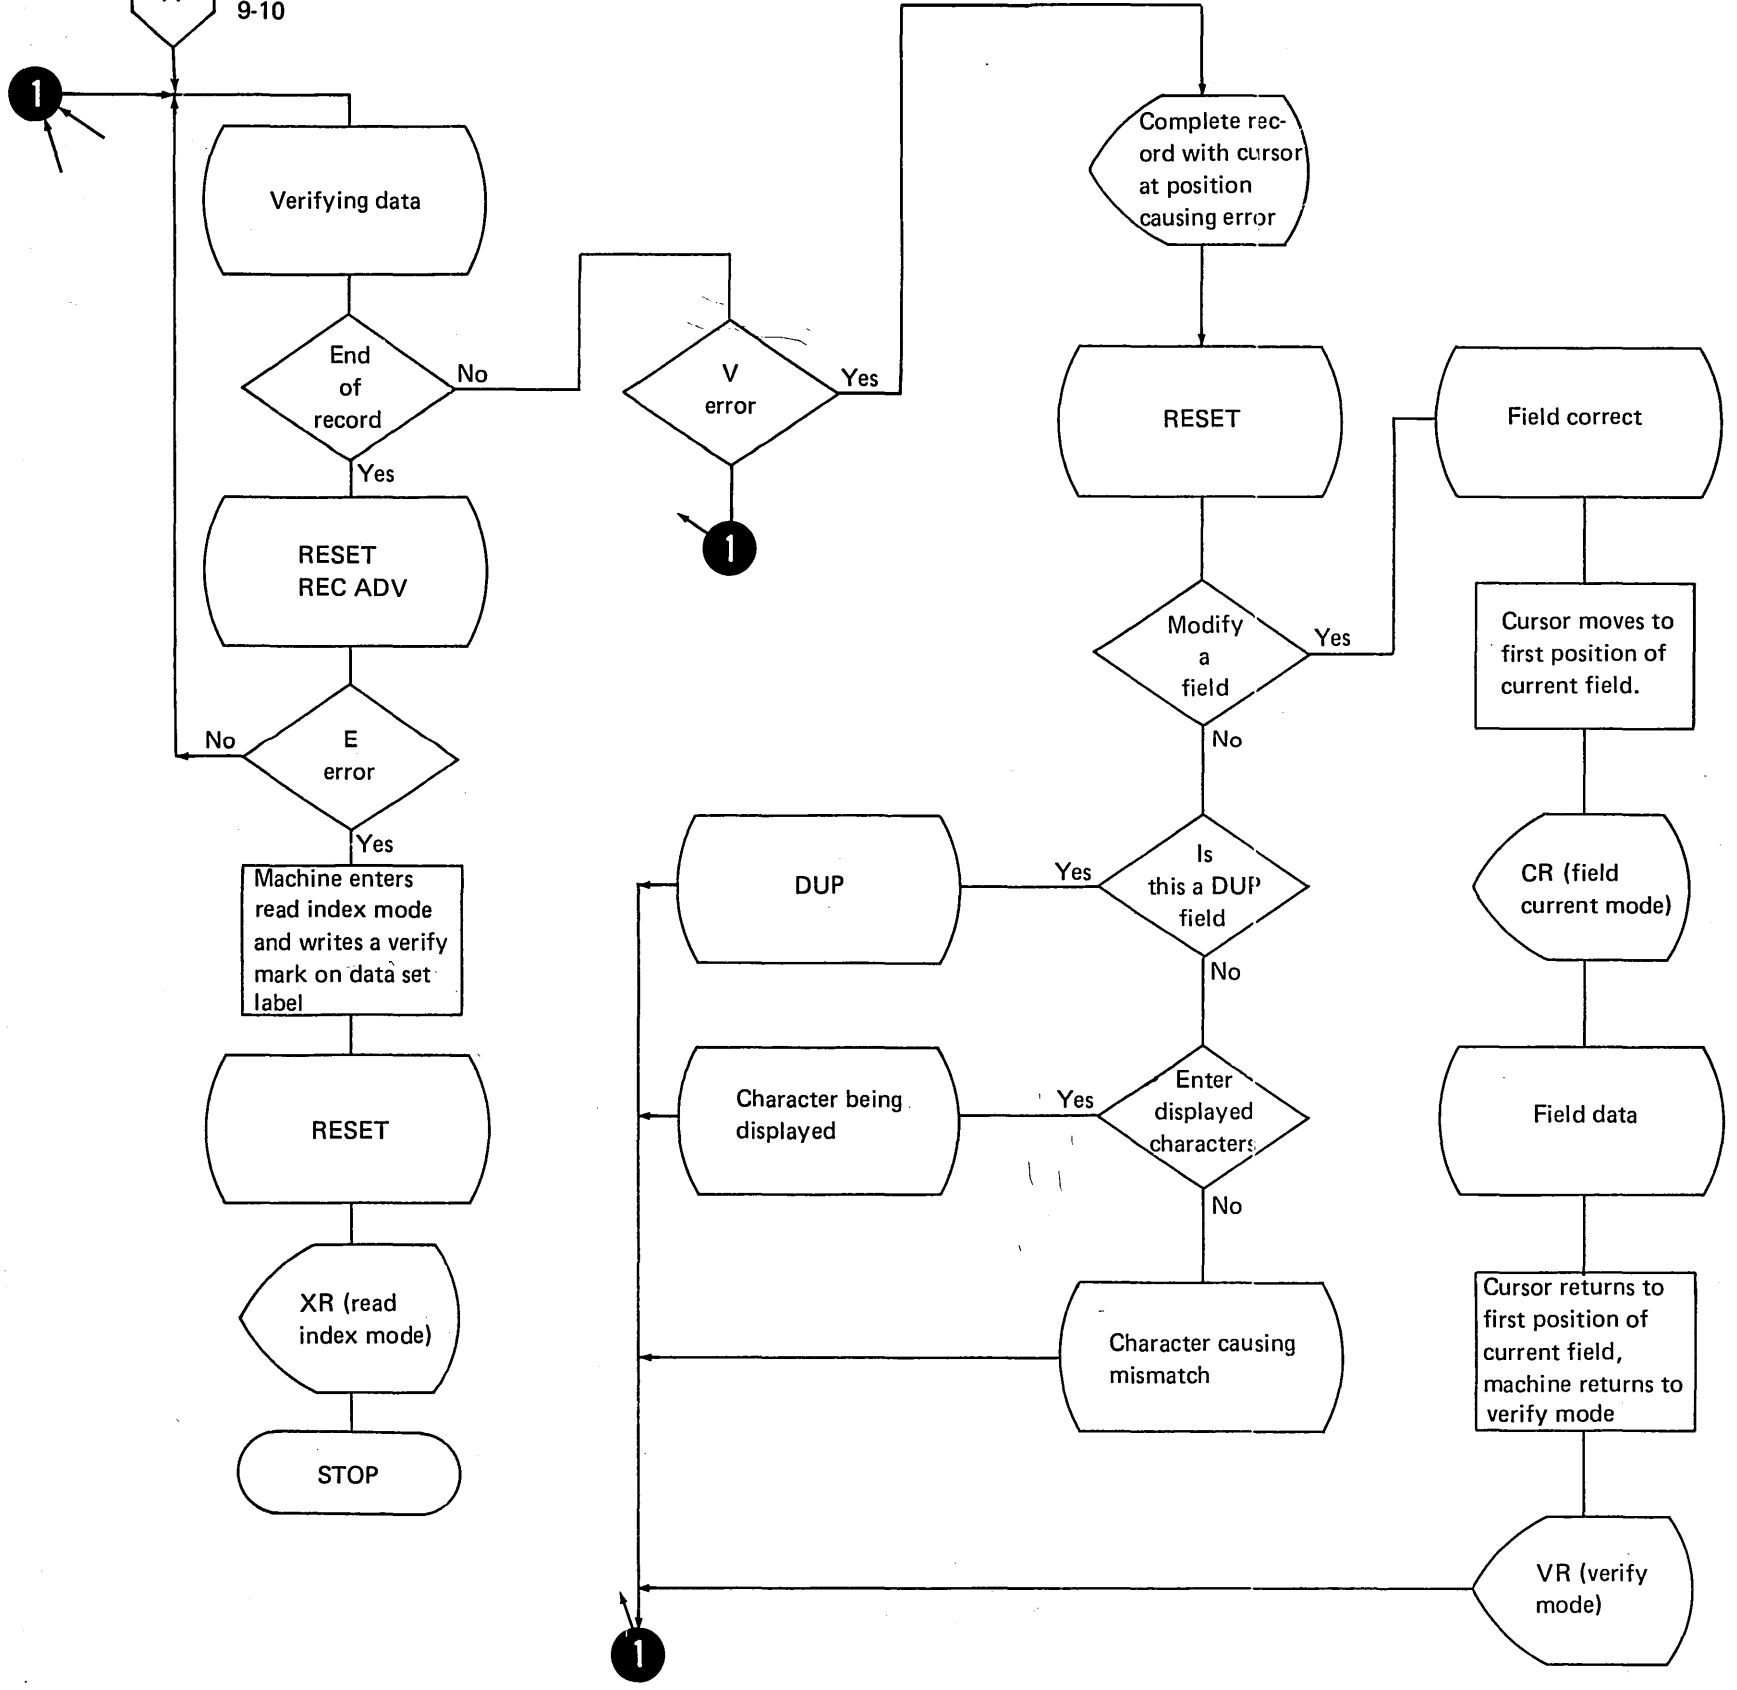 9-10
1
Verifying data
End
of
record
No
Yes
RESET
REC ADV
E
error
No
Yes
Machine enters
read index mode
and writes a verify
mark on data set
label
RESET
XR (read
index mode)
STOP
V
error
Yes
1
Complete rec-
ord with cursor
at position
causing error
RESET
Modify
a
field
Yes
No
Is
this a DUP
field
Yes
DUP
No
Enter
displayed
characters
Yes
Character being
displayed
No
Character causing
mismatch
Field correct
Cursor moves to
first position of
current field.
CR (field
current mode)
Field data
Cursor returns to
first position of
current field,
machine returns to
verify mode
VR (verify
mode)
1